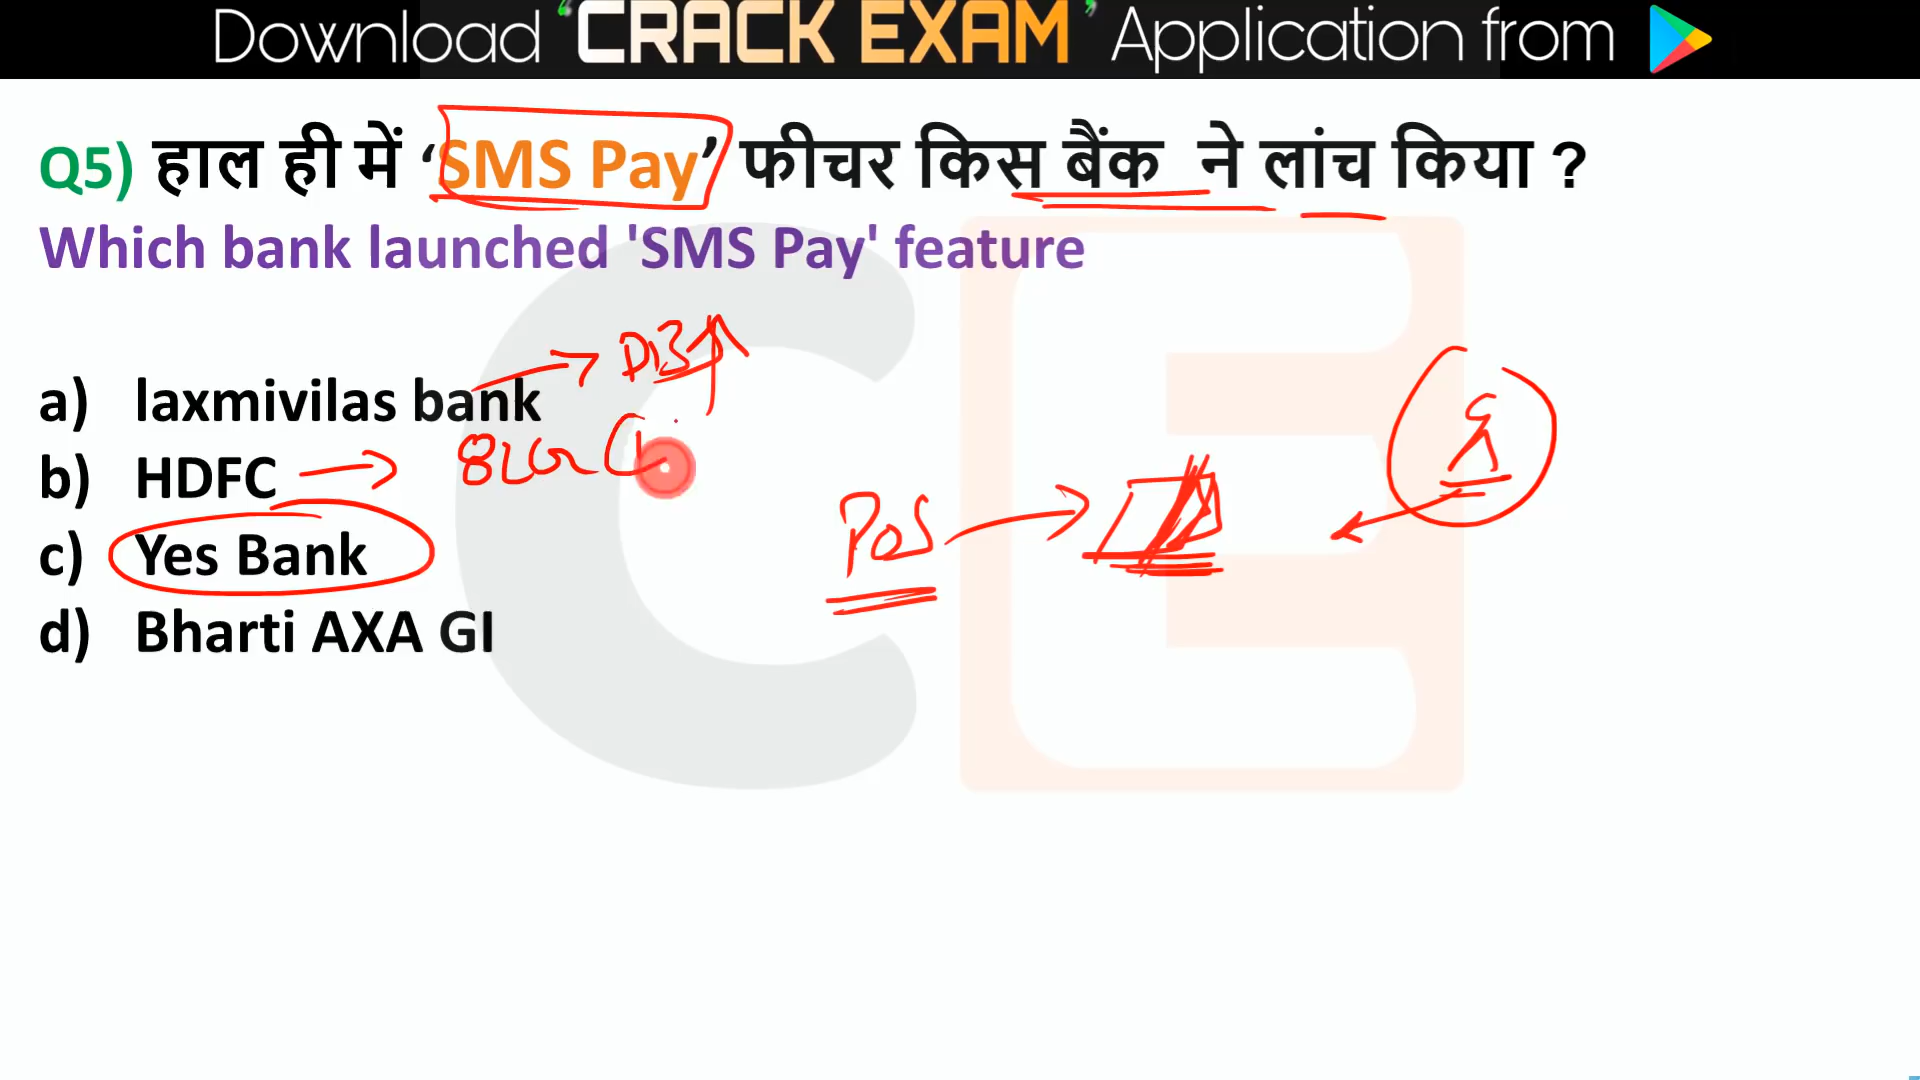 Download ‘CRACK EXAM’ Application from
Q5) हाल ही में ‘SMS Pay’ फीचर किस बैंक ने लांच किया ?
Which bank launched 'SMS Pay' feature
a) laxmivilas bank
b) HDFC
c) Yes Bank
d) Bharti AXA GI
POS
CE